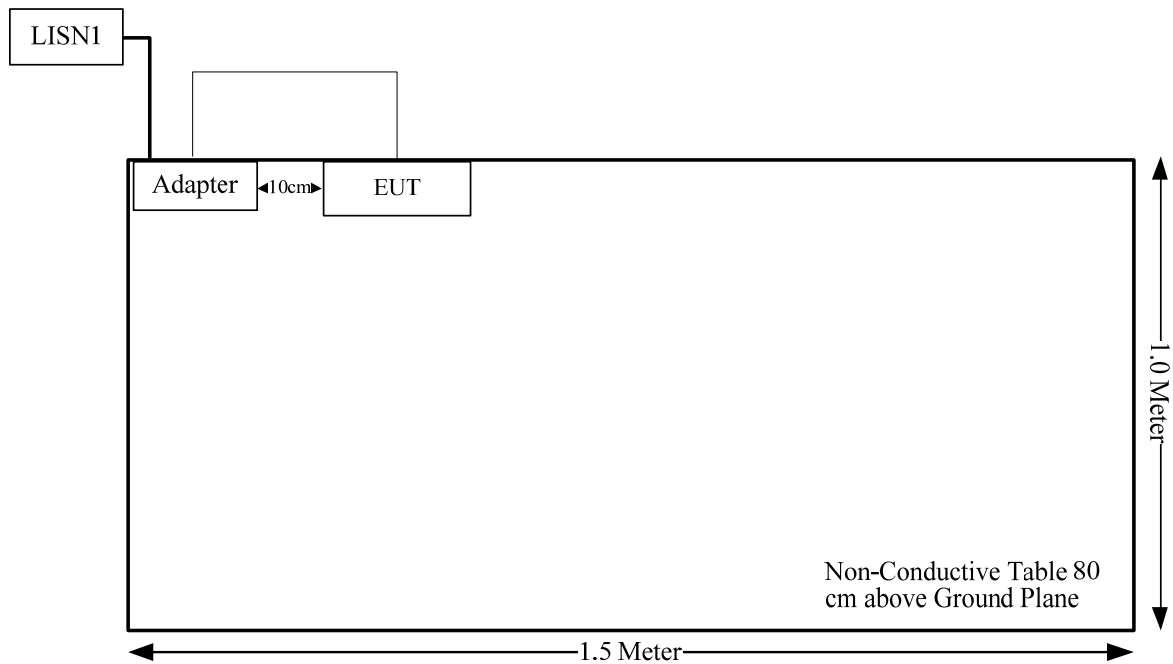 LISN1
Adapter
10cm
EUT
1.0 Meter
Non-Conductive Table 80
cm above Ground Plane
1.5 Meter